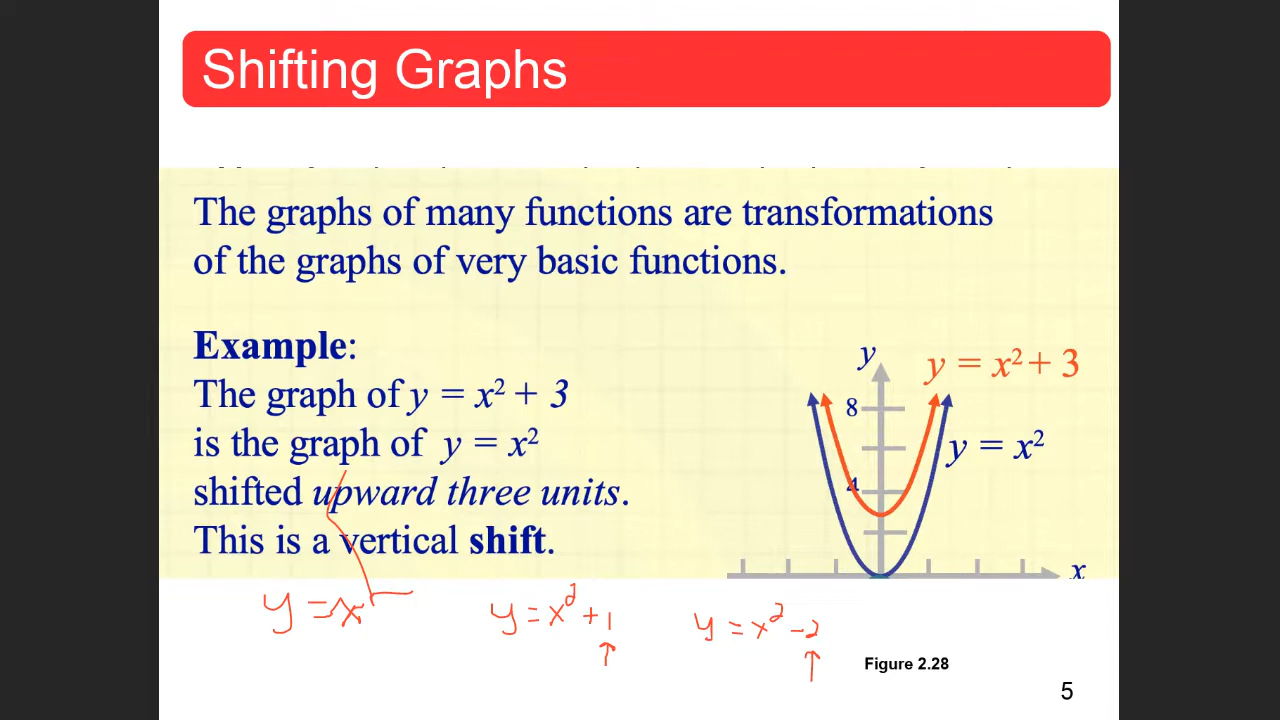 Shifting Graphs
The graphs of many functions are transformations
of the graphs of very basic functions.
Example:
The graph of y = x² + 3
is the graph of y = x²
shifted upward three units.
This is a vertical shift.
y
y = x² + 3
8
y = x²
4
x
y = x
y = x² + 1
y = x² - 2
Figure 2.28
5